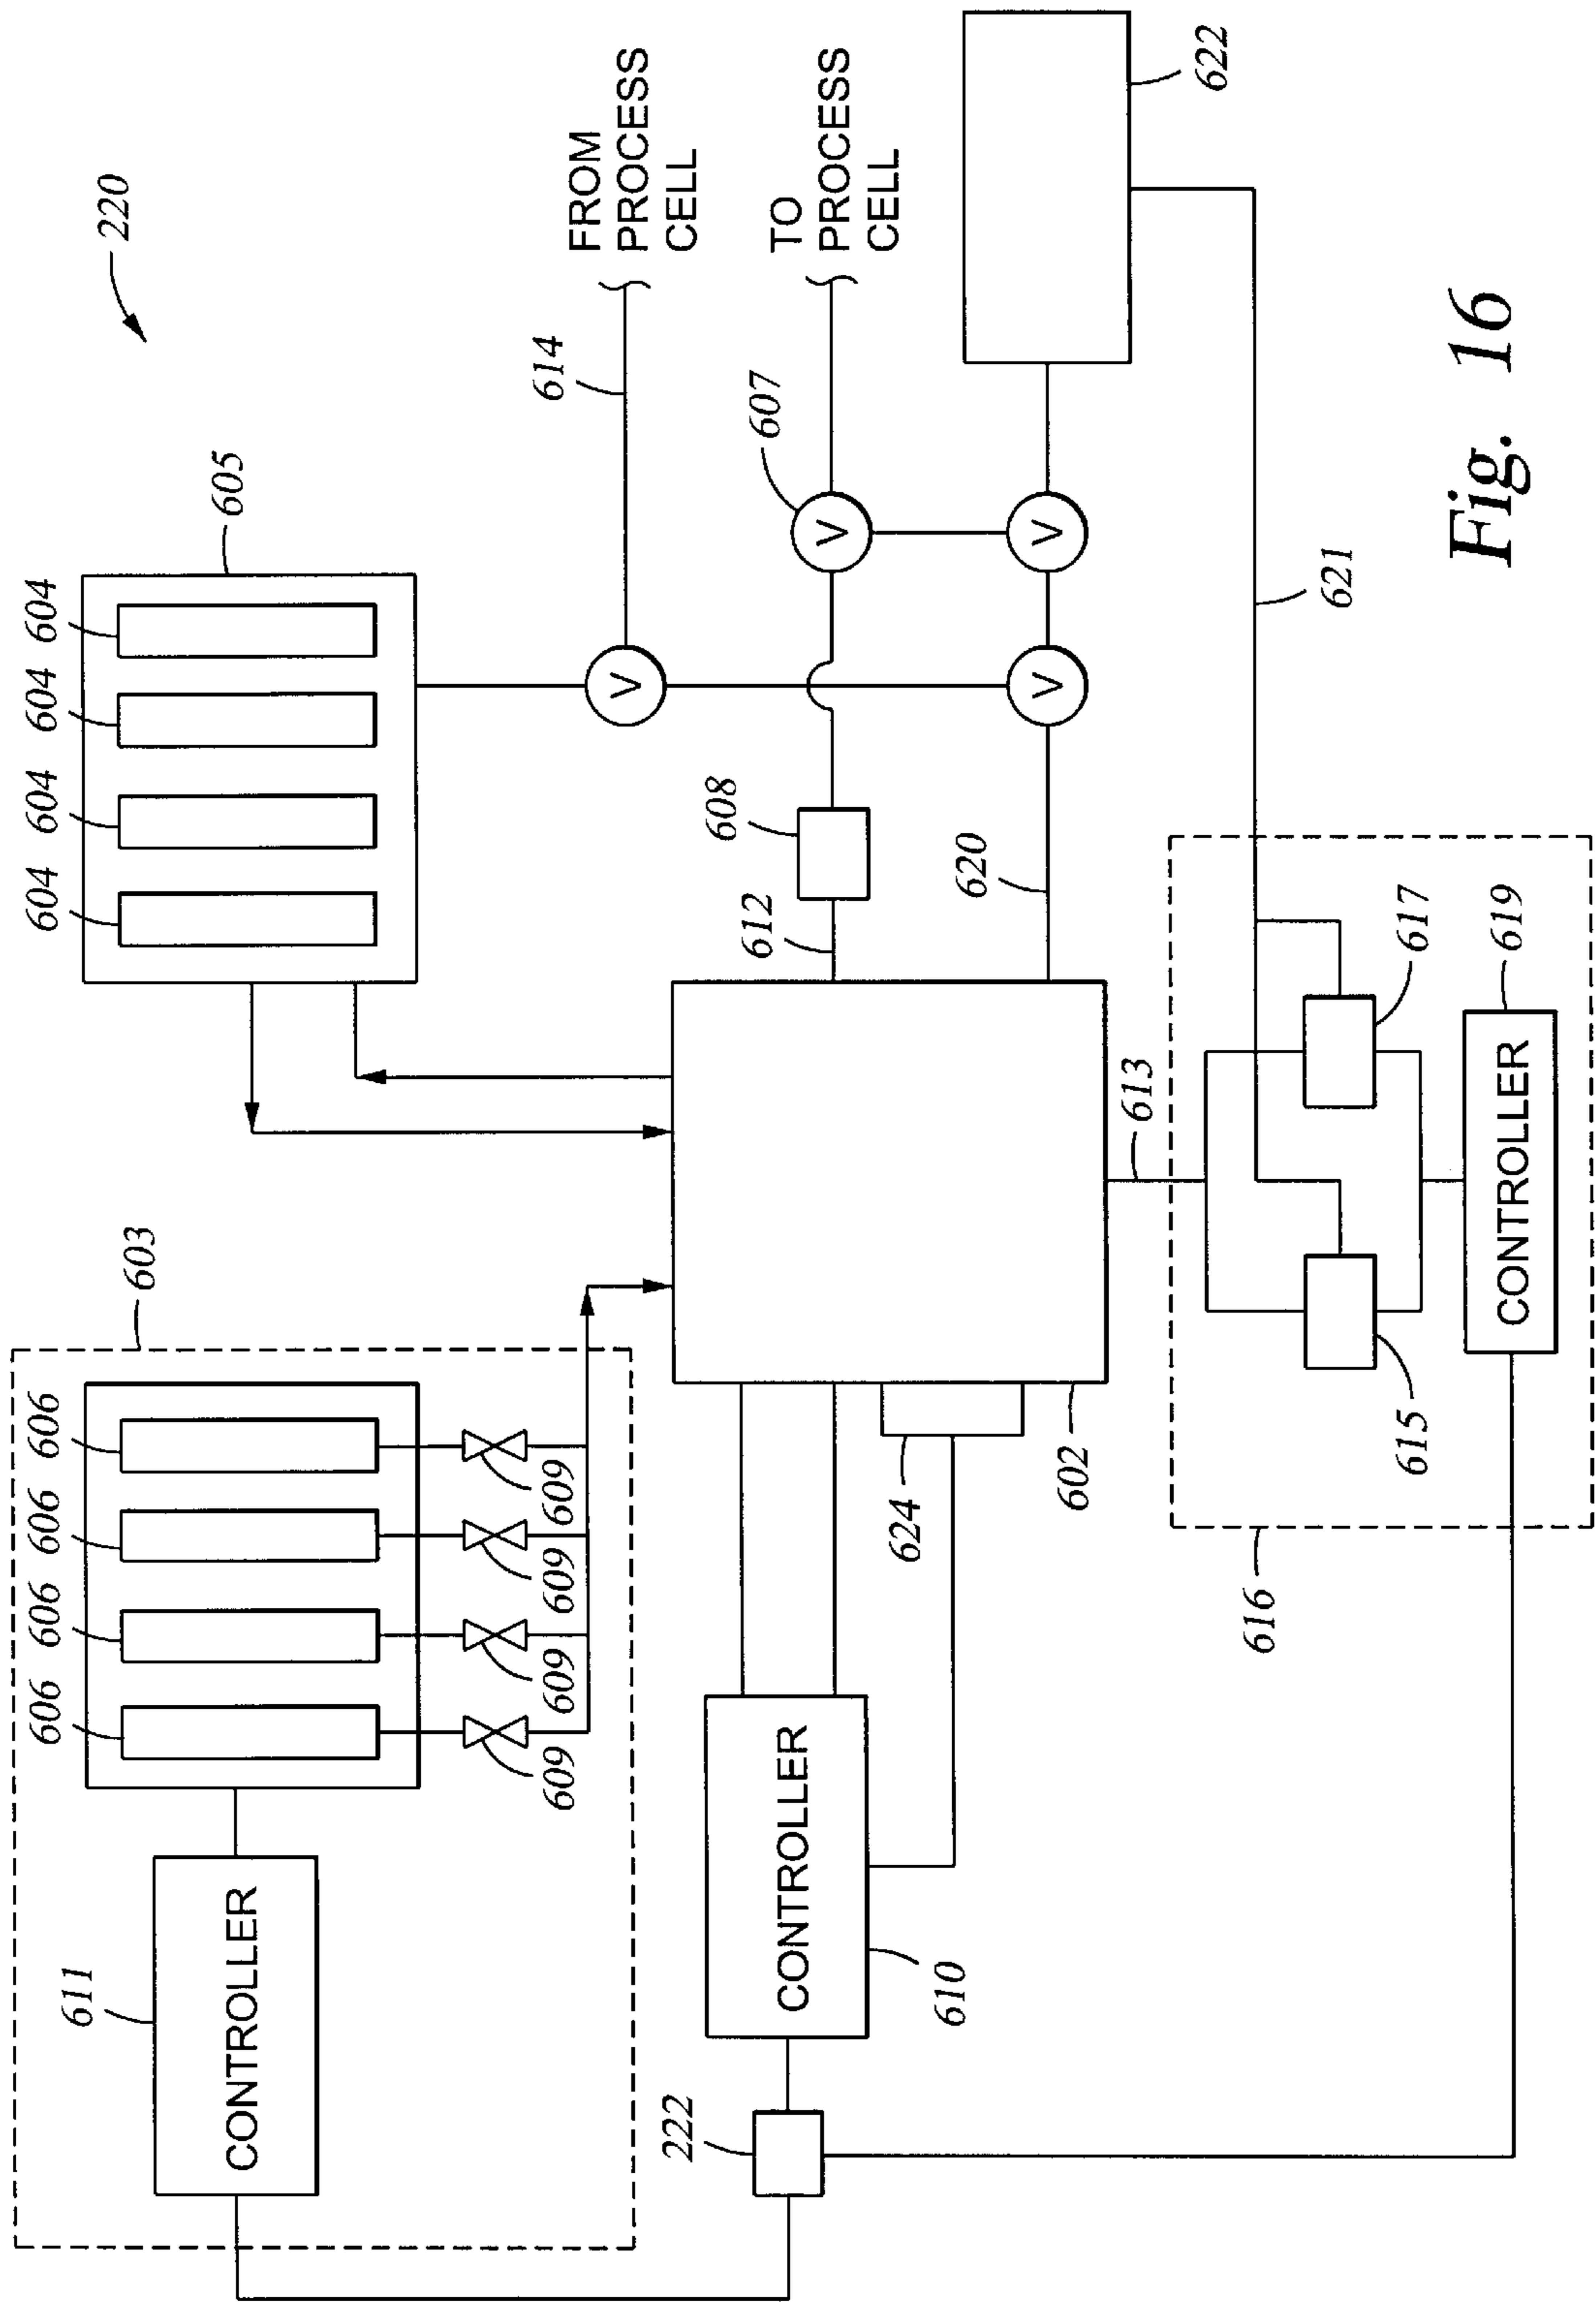 220
611
CONTROLLER
606
606
606
606
603
609
609
609
609
604
604
604
604
605
614
FROM
PROCESS
CELL
607
TO
PROCESS
CELL
V
V
V
V
608
612
620
622
222
CONTROLLER
610
624
602
613
621
616
615
617
CONTROLLER
619
Fig. 16